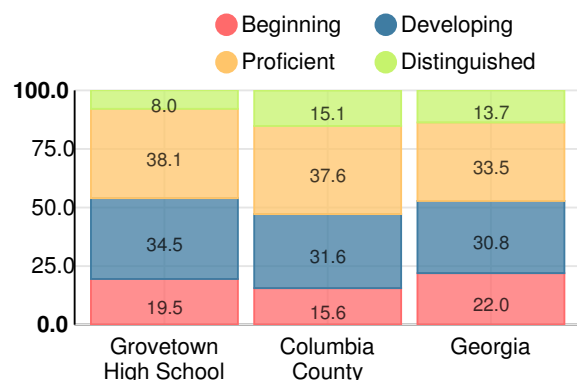 Beginning Developing
Proficient Distinguished
100.0
75.0
50.0
25.0
0.0
8.0 15.1 13.7
38.1 37.6 33.5
34.5 31.6 30.8
19.5 15.6 22.0
Grovetown Columbia Georgia
High School County